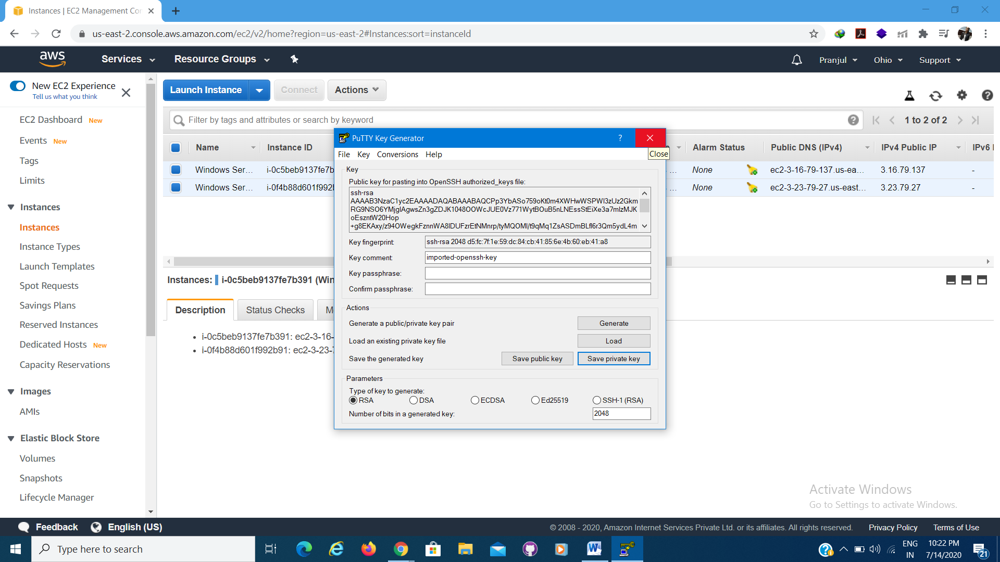 Instances | EC2 Management Con
us-east-2.console.aws.amazon.com/ec2/v2/home?region=us-east-2#Instances:sort=instanceId
aws
Services
Resource Groups
Pranjul
Ohio
Support
New EC2 Experience
Tell us what you think
EC2 Dashboard New
Events New
Tags
Limits
Instances
Instances
Instance Types
Launch Templates
Spot Requests
Savings Plans
Reserved Instances
Dedicated Hosts New
Capacity Reservations
Images
AMIs
Elastic Block Store
Volumes
Snapshots
Lifecycle Manager
Launch Instance
Connect
Actions
Filter by tags and attributes or search by keyword
1 to 2 of 2
Name
Instance ID
Alarm Status
Public DNS (IPv4)
IPv4 Public IP
IPv6
Windows Ser...
i-0c5beb9137fe7b
...
None
ec2-3-16-79-137.us-ea...
3.16.79.137
-
Windows Ser...
i-0f4b88d601f992
...
None
ec2-3-23-79-27.us-east...
3.23.79.27
-
Instances:
i-0c5beb9137fe7b391 (Win
Description
Status Checks
M
i-0c5beb9137fe7b391: ec2-3-16-
i-0f4b88d601f992b91: ec2-3-23-7
PuTTY Key Generator
?
Close
File Key Conversions Help
Key
Public key for pasting into OpenSSH authorized_keys file:
ssh-rsa
Key fingerprint:
ssh-rsa 2048 d5:fc:7f:1e:59:dc:84:cb:41:85:6e:4b:60:eb:41:a8
Key comment:
imported-openssh-key
Key passphrase:
Confirm passphrase:
Actions
Generate a public/private key pair
Generate
Load an existing private key file
Load
Save the generated key
Save public key
Save private key
Parameters
Type of key to generate:
RSA
DSA
ECDSA
Ed25519
SSH-1 (RSA)
Number of bits in a generated key:
2048
Activate Windows
Go to Settings to activate Windows.
Feedback
English (US)
© 2008 - 2020, Amazon Internet Services Private Ltd. or its affiliates. All rights reserved.
Privacy Policy
Terms of Use
Type here to search
ENG
IN
10:22 PM
7/14/2020
21